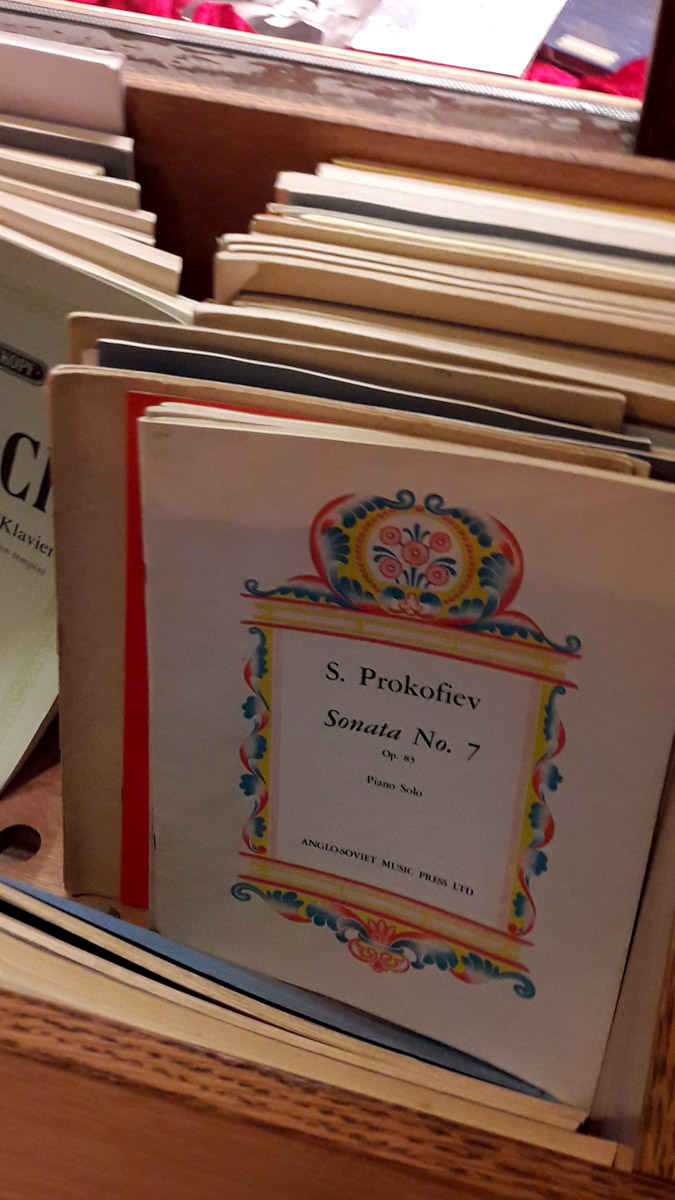 S. Prokofiev
Sonata No. 7
Op. 83
Piano Solo
ANGLO-SOVIET MUSIC PRESS LTD.
Klavier